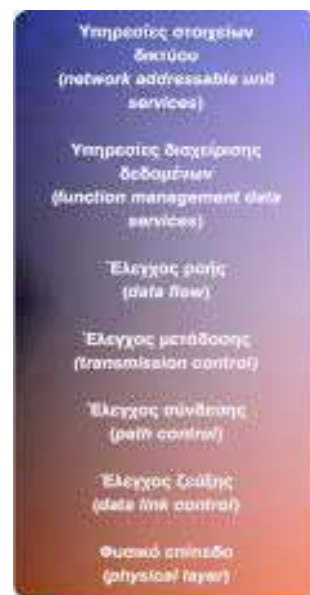 Υπηρεσίες στοιχείων
δικτύου
(network addressable unit
services)
Υπηρεσίες διαχείρισης
δεδομένων
(function management data
services)
Έλεγχος ροής
(data flow)
Έλεγχος μετάδοσης
(transmission control)
Έλεγχος σύνδεσης
(path control)
Έλεγχος ζεύξης
(data link control)
Φυσικό επίπεδο
(physical layer)